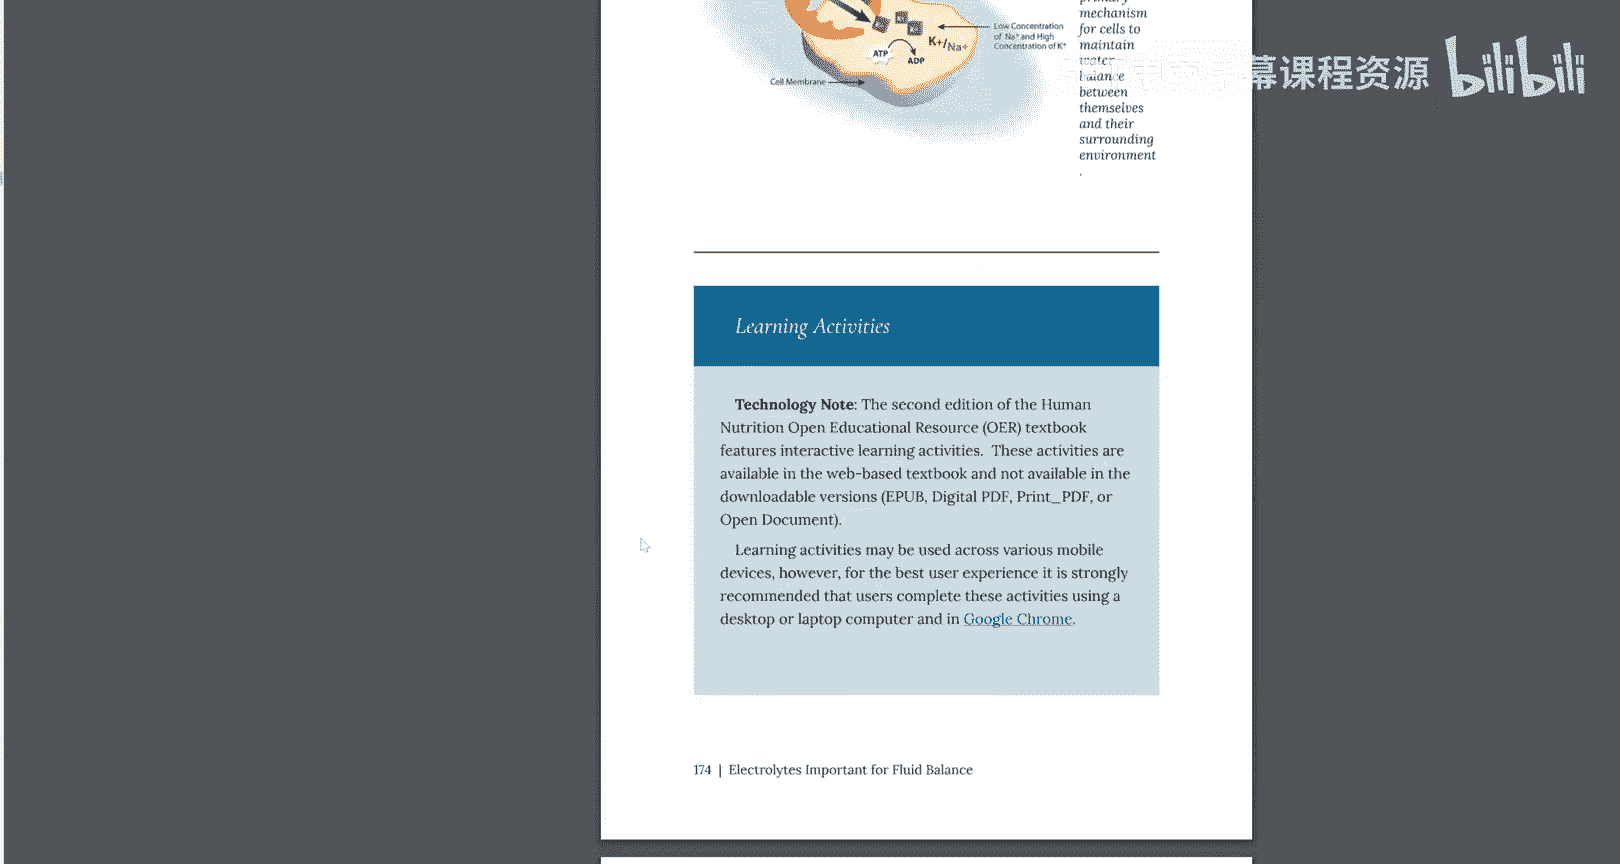 mechanism
for cells to
maintain
water
balance
between
themselves
and their
surrounding
environment
.
Low Concentration
of Na⁺ and High
Concentration of K⁺
K+/Na+
ATP
ADP
Cell Membrane
幕课程资源 bilibili
Learning Activities
Technology Note: The second edition of the Human
Nutrition Open Educational Resource (OER) textbook
features interactive learning activities. These activities are
available in the web-based textbook and not available in the
downloadable versions (EPUB, Digital PDF, Print_PDF, or
Open Document).
Learning activities may be used across various mobile
devices, however, for the best user experience it is strongly
recommended that users complete these activities using a
desktop or laptop computer and in Google Chrome.
174 | Electrolytes Important for Fluid Balance